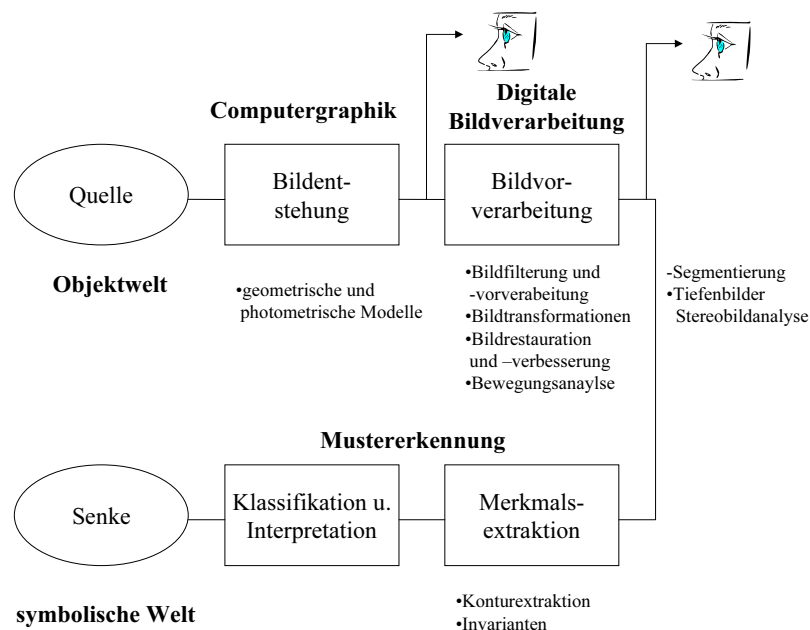 Computergraphik
Digitale
Bildverarbeitung
Quelle
Bildent-
stehung
Bildvor-
verarbeitung
Objektwelt
•geometrische und
photometrische Modelle
•Bildfilterung und
-vorverabeitung
•Bildtransformationen
•Bildrestauration
und –verbesserung
•Bewegungsanaylse
-Segmentierung
•Tiefenbilder
Stereobildanalyse
Mustererkennung
Senke
Klassifikation u.
Interpretation
Merkmals-
extraktion
symbolische Welt
•Konturextraktion
•Invarianten